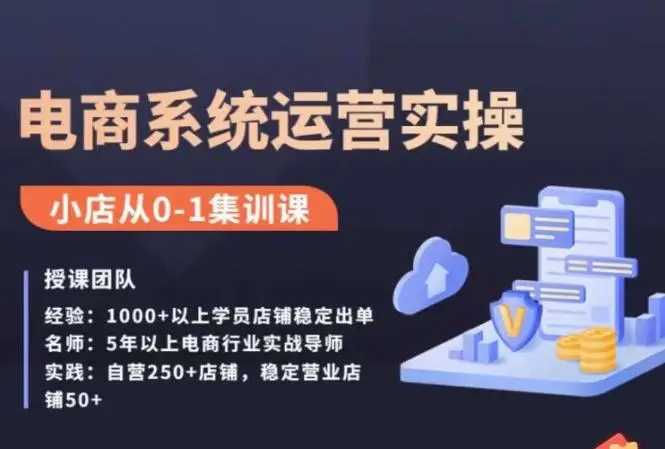 电商系统运营实操
小店从0-1集训课
授课团队
经验：1000+以上学员店铺稳定出单
名师：5年以上电商行业实战导师
实践：自营250+店铺，稳定营业店
铺50+
V